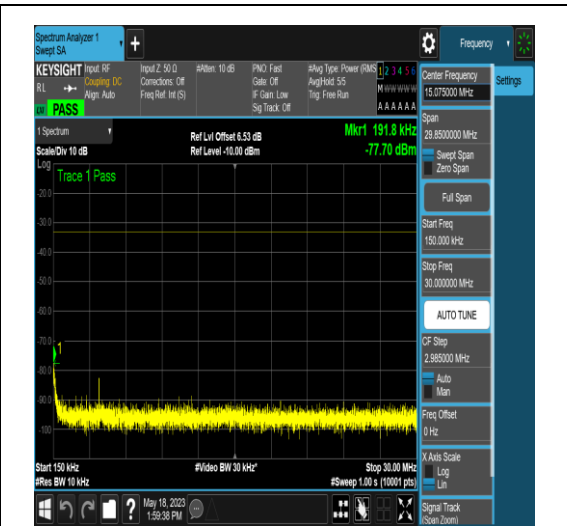 Spectrum Analyzer 1
Swept SA
+
Frequency
KEYSIGHT
Input: RF
Coupling: DC
Align: Auto
RL
PASS
Input Z: 50 Ω
Corrections: Off
Freq Ref: Int (S)
#Atten: 10 dB
PNO: Fast
Gate: Off
IF Gain: Low
Sig Track: Off
#Avg Type: Power (RMS
Avg|Hold: 5/5
Trig: Free Run
1 2 3 4 5 6
M W W W W W
A A A A A A
1 Spectrum
Scale/Div 10 dB
Log
Ref Lvl Offset 6.53 dB
Ref Level -10.00 dBm
Mkr1 191.8 kHz
-77.70 dBm
Trace 1 Pass
-20.0
-30.0
-40.0
-50.0
-60.0
-70.0
-80.0
-90.0
-100
1
Start 150 kHz
#Res BW 10 kHz
#Video BW 30 kHz*
Stop 30.00 MHz
#Sweep 1.00 s (10001 pts)
May 18, 2023
1:59:38 PM
?
Center Frequency
15.075000 MHz
Settings
Span
29.8500000 MHz
Swept Span
Zero Span
Full Span
Start Freq
150.000 kHz
Stop Freq
30.000000 MHz
AUTO TUNE
CF Step
2.985000 MHz
Auto
Man
Freq Offset
0 Hz
X Axis Scale
Log
Lin
Signal Track
(Span Zoom)